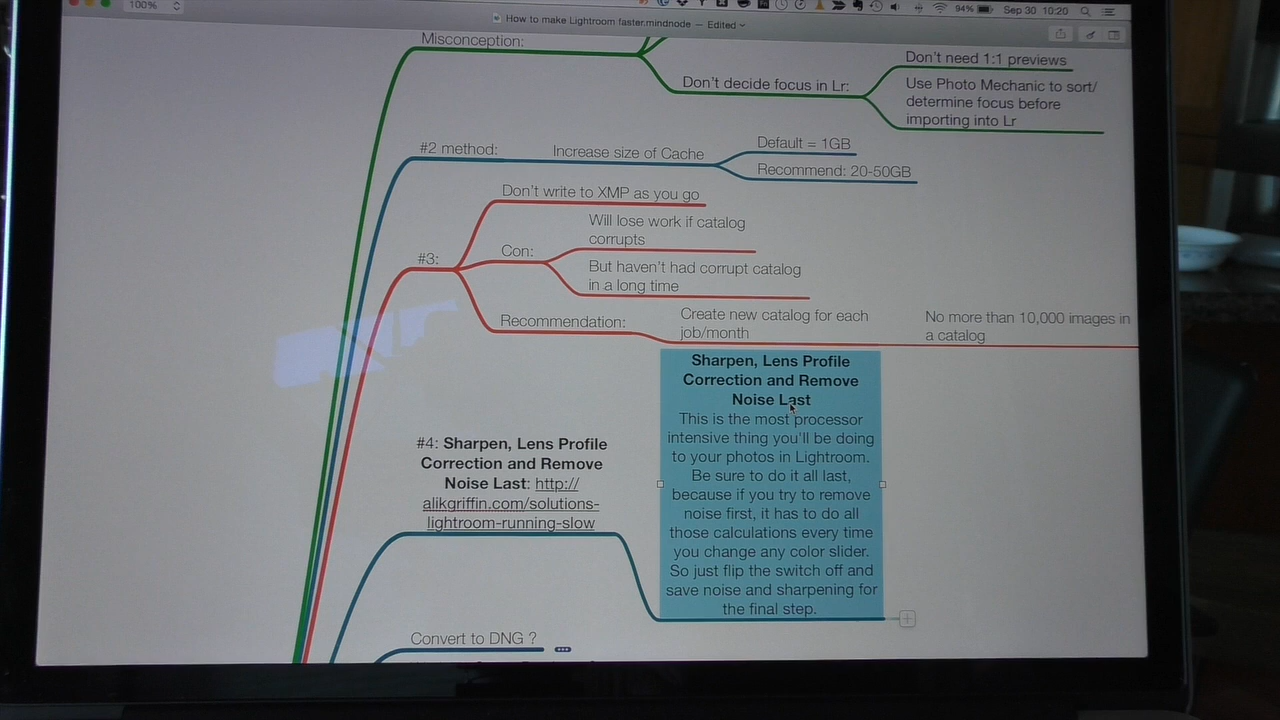 100%
94%
Sep 30 10:20
How to make Lightroom faster.mindnode — Edited
Misconception:
Don't decide focus in Lr:
Don't need 1:1 previews
Use Photo Mechanic to sort/
determine focus before
importing into Lr
#2 method:
Increase size of Cache
Default = 1GB
Recommend: 20-50GB
#3:
Don't write to XMP as you go
Con:
Will lose work if catalog
corrupts
But haven't had corrupt catalog
in a long time
Recommendation:
Create new catalog for each
job/month
No more than 10,000 images in
a catalog
#4: Sharpen, Lens Profile
Correction and Remove
Noise Last: http://
alikgriffin.com/solutions-
lightroom-running-slow
Sharpen, Lens Profile
Correction and Remove
Noise Last
This is the most processor
intensive thing you'll be doing
to your photos in Lightroom.
Be sure to do it all last,
because if you try to remove
noise first, it has to do all
those calculations every time
you change any color slider.
So just flip the switch off and
save noise and sharpening for
the final step.
Convert to DNG ?